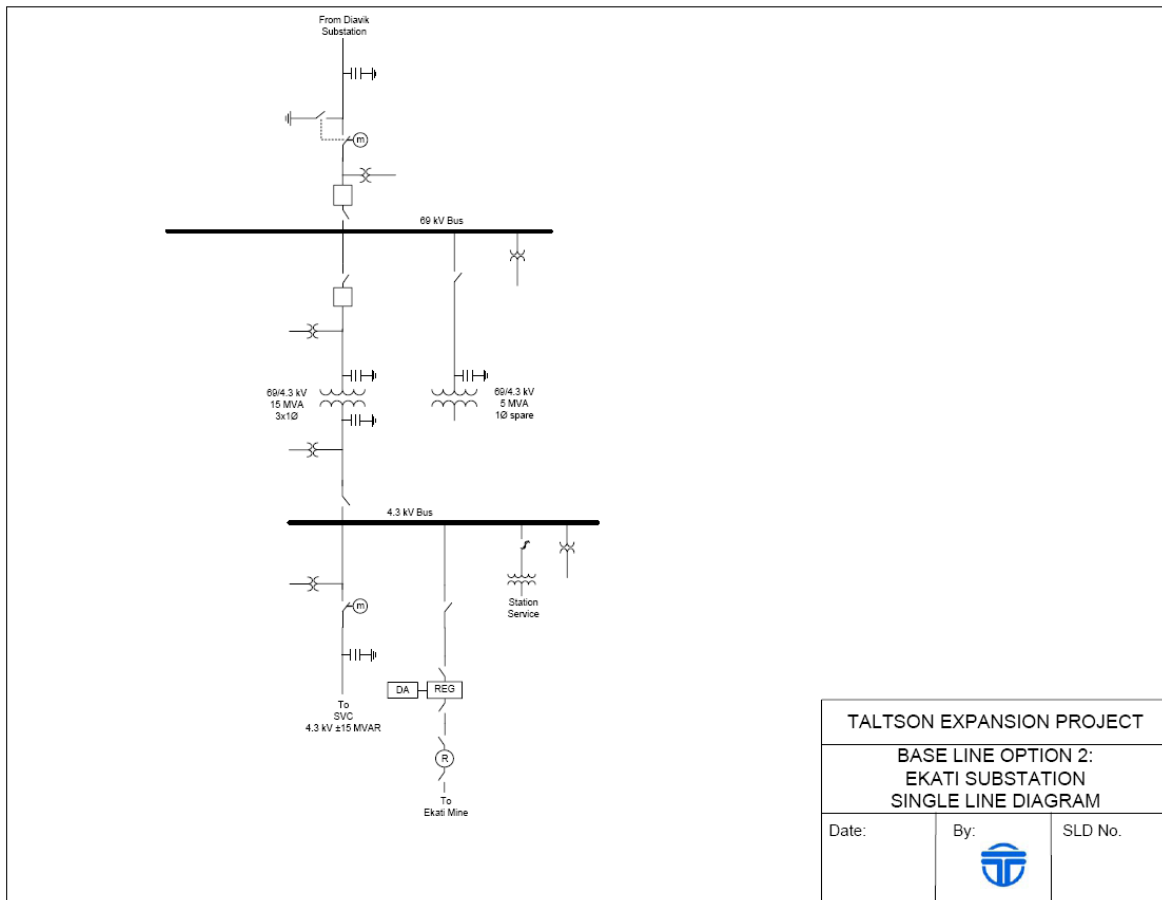 From Diavik
Substation
m
69 kV Bus
69/4.3 kV
15 MVA
3x1Ø
69/4.3 kV
5 MVA
1Ø spare
4.3 kV Bus
m
Station
Service
DA
REG
To
SVC
4.3 kV ±15 MVAR
R
To
Ekati Mine
TALTSON EXPANSION PROJECT
BASE LINE OPTION 2:
EKATI SUBSTATION
SINGLE LINE DIAGRAM
Date:
By:
SLD No.